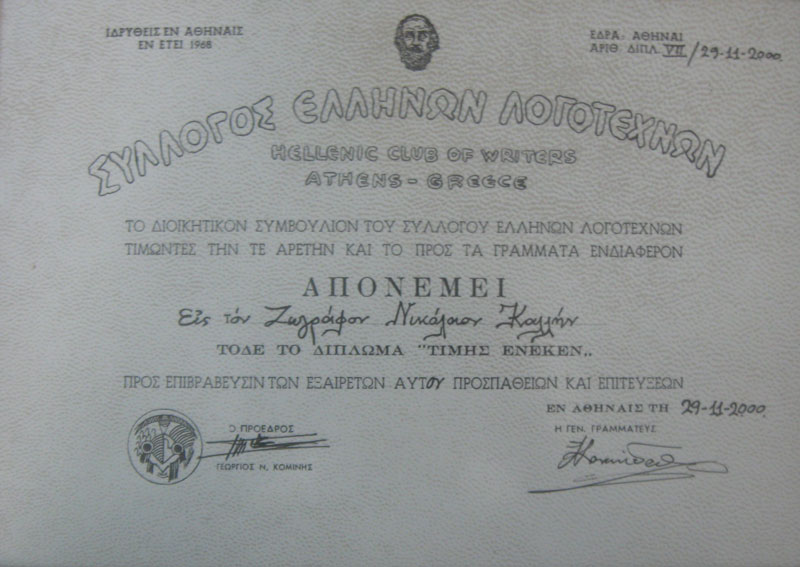 ΙΔΡΥΘΕΙΣ ΕΝ ΑΘΗΝΑΙΣ
ΕΝ ΕΤΕΙ 1968
ΕΔΡΑ: ΑΘΗΝΑΙ
ΑΡΙΘ. ΔΙΠΛ. VII/29-11-2000
ΣΥΛΛΟΓΟΣ ΕΛΛΗΝΩΝ ΛΟΓΟΤΕΧΝΩΝ
HELLENIC CLUB OF WRITERS
ATHENS - GREECE
ΤΟ ΔΙΟΙΚΗΤΙΚΟΝ ΣΥΜΒΟΥΛΙΟΝ ΤΟΥ ΣΥΛΛΟΓΟΥ ΕΛΛΗΝΩΝ ΛΟΓΟΤΕΧΝΩΝ
ΤΙΜΩΝΤΕΣ ΤΗΝ ΤΕ ΑΡΕΤΗΝ ΚΑΙ ΤΟ ΠΡΟΣ ΤΑ ΓΡΑΜΜΑΤΑ ΕΝΔΙΑΦΕΡΟΝ
ΑΠΟΝΕΜΕΙ
Εἰς τόν Ζωγράφον Νικόλαον Καλλήν
ΤΟΔΕ ΤΟ ΔΙΠΛΩΜΑ "ΤΙΜΗΣ ΕΝΕΚΕΝ,,
ΠΡΟΣ ΕΠΙΒΡΑΒΕΥΣΙΝ ΤΩΝ ΕΞΑΙΡΕΤΩΝ ΑΥΤΟΥ ΠΡΟΣΠΑΘΕΙΩΝ ΚΑΙ ΕΠΙΤΕΥΞΕΩΝ
ΕΝ ΑΘΗΝΑΙΣ ΤΗ 29-11-2000
Ο ΠΡΟΕΔΡΟΣ
ΓΕΩΡΓΙΟΣ Ν. ΚΟΜΙΝΗΣ
Η ΓΕΝ. ΓΡΑΜΜΑΤΕΥΣ